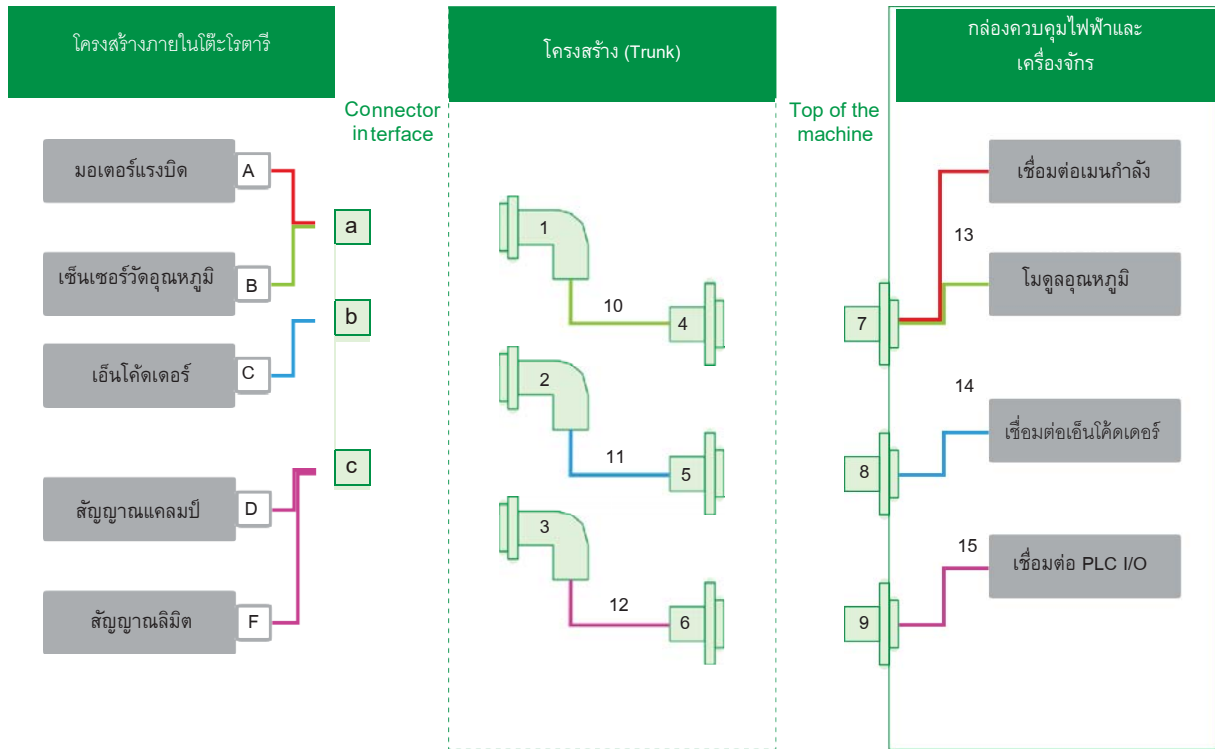 โครงสร้างภายในโต๊ะโรตารี
โครงสร้าง (Trunk)
กล่องควบคุมไฟฟ้าและ
เครื่องจักร
Connector
interface
Top of the
machine
มอเตอร์แรงบิด
A
เซ็นเซอร์วัดอุณหภูมิ
B
เอ็นโค้ดเดอร์
C
สัญญาณแคลมป์
D
สัญญาณลิมิต
F
a
b
c
1
10
4
2
11
5
3
12
6
7
13
8
14
9
15
เชื่อมต่อเมนกำลัง
โมดูลอุณหภูมิ
เชื่อมต่อเอ็นโค้ดเดอร์
เชื่อมต่อ PLC I/O